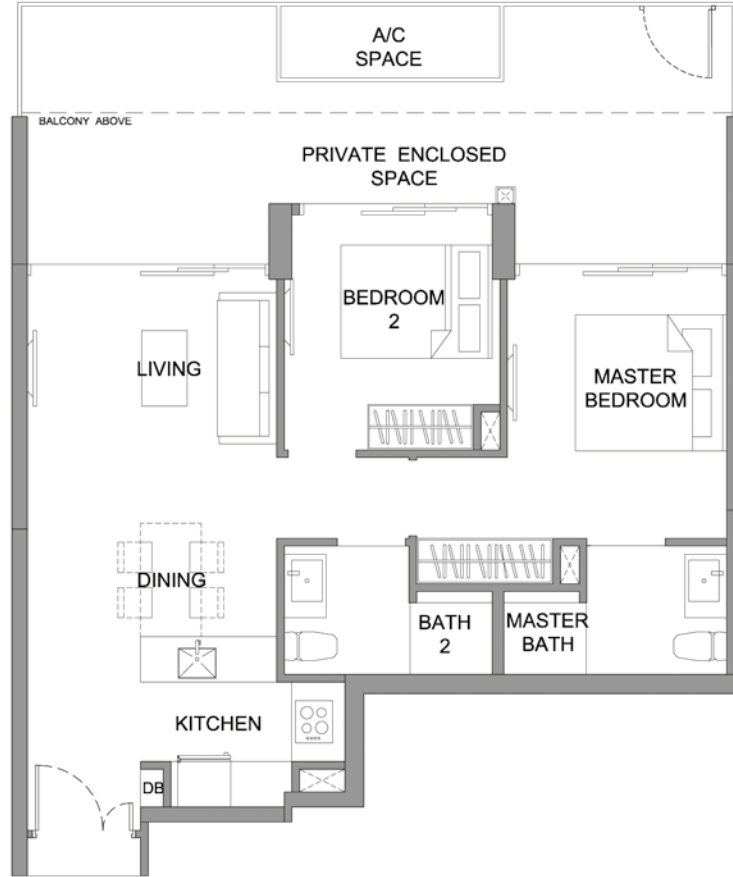 A/C
SPACE
BALCONY ABOVE
PRIVATE ENCLOSED
SPACE
BEDROOM
2
LIVING
MASTER
BEDROOM
DINING
BATH
2
MASTER
BATH
KITCHEN
DB